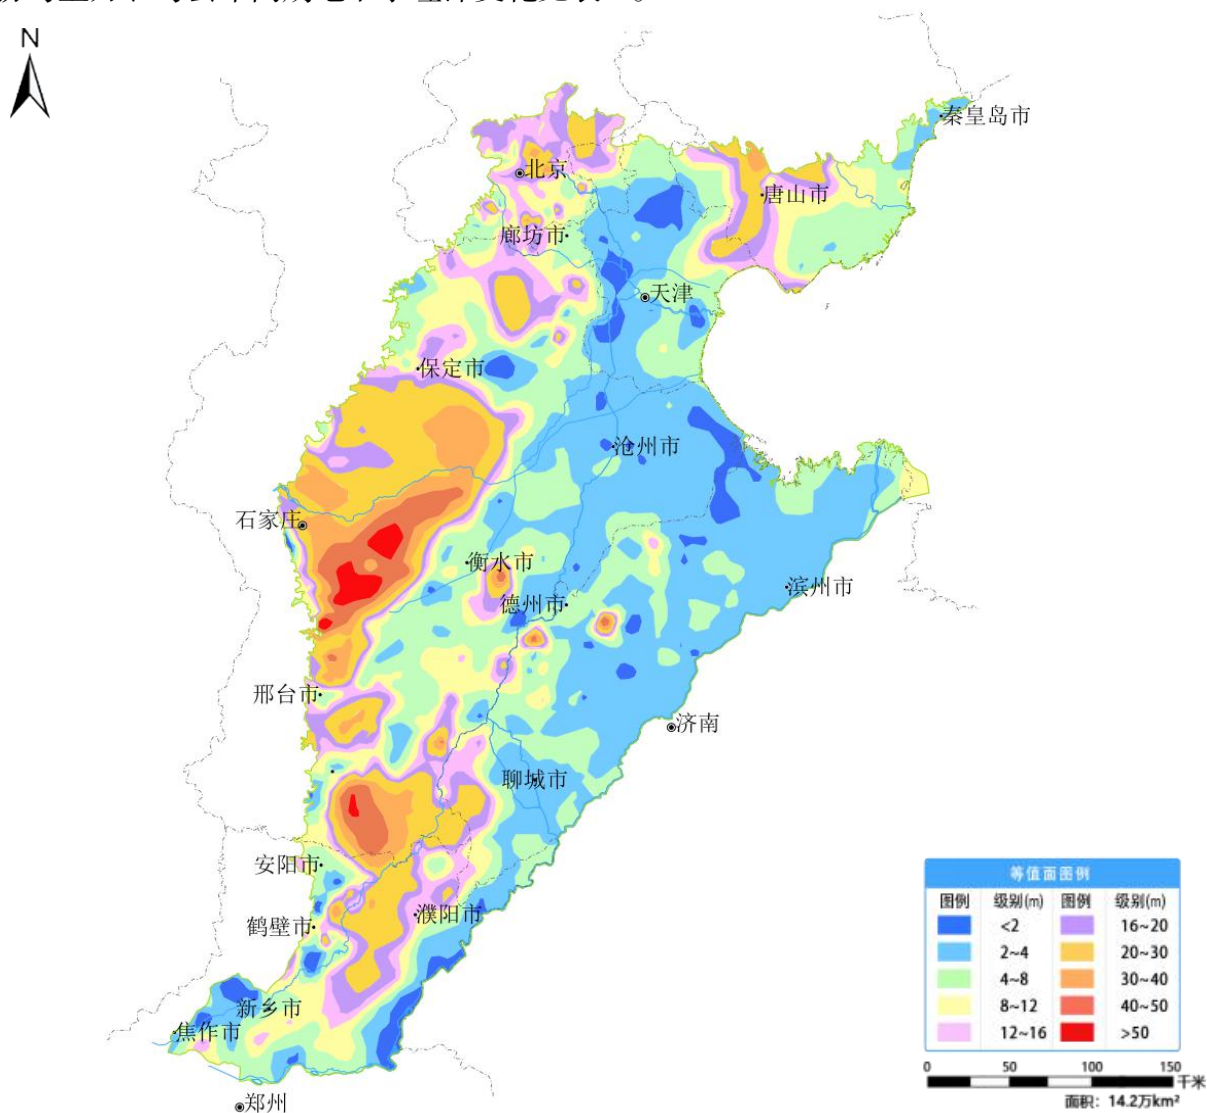 N
秦皇岛市
北京
唐山市
廊坊市
天津
保定市
沧州市
石家庄
衡水市
德州市
滨州市
邢台市
济南
聊城市
安阳市
濮阳市
鹤壁市
新乡市
焦作市
郑州
等值面图例
图例 级别(m) 图例 级别(m)
<2 16~20
2~4 20~30
4~8 30~40
8~12 40~50
12~16 >50
0 50 100 150
千米
面积：14.2万km²